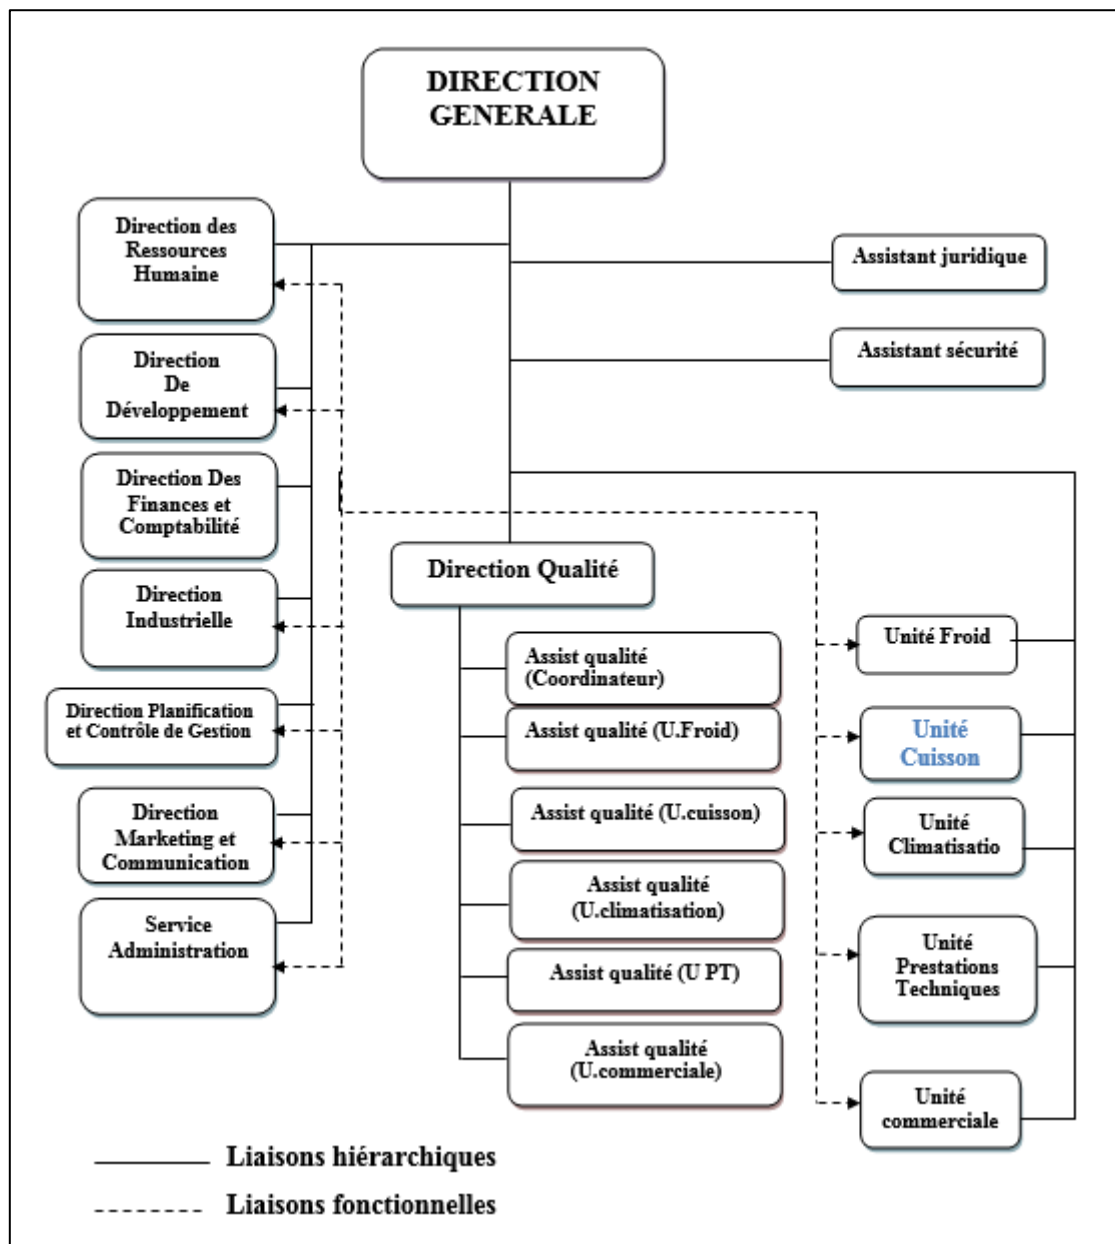 DIRECTION
GENERALE
Direction des
Ressources
Humaine
Assistant juridique
Direction
De
Développement
Assistant sécurité
Direction Des
Finances et
Comptabilité
Direction Qualité
Direction
Industrielle
Assist qualité
(Coordinateur)
Unité Froid
Direction Planification
et Contrôle de Gestion
Assist qualité (U.Froid)
Unité
Cuisson
Direction
Marketing et
Communication
Assist qualité (U.cuisson)
Unité
Climatisatio
Service
Administration
Assist qualité
(U.climatisation)
Unité
Prestations
Techniques
Assist qualité (U PT)
Assist qualité
(U.commerciale)
Unité
commerciale
Liaisons hiérarchiques
Liaisons fonctionnelles